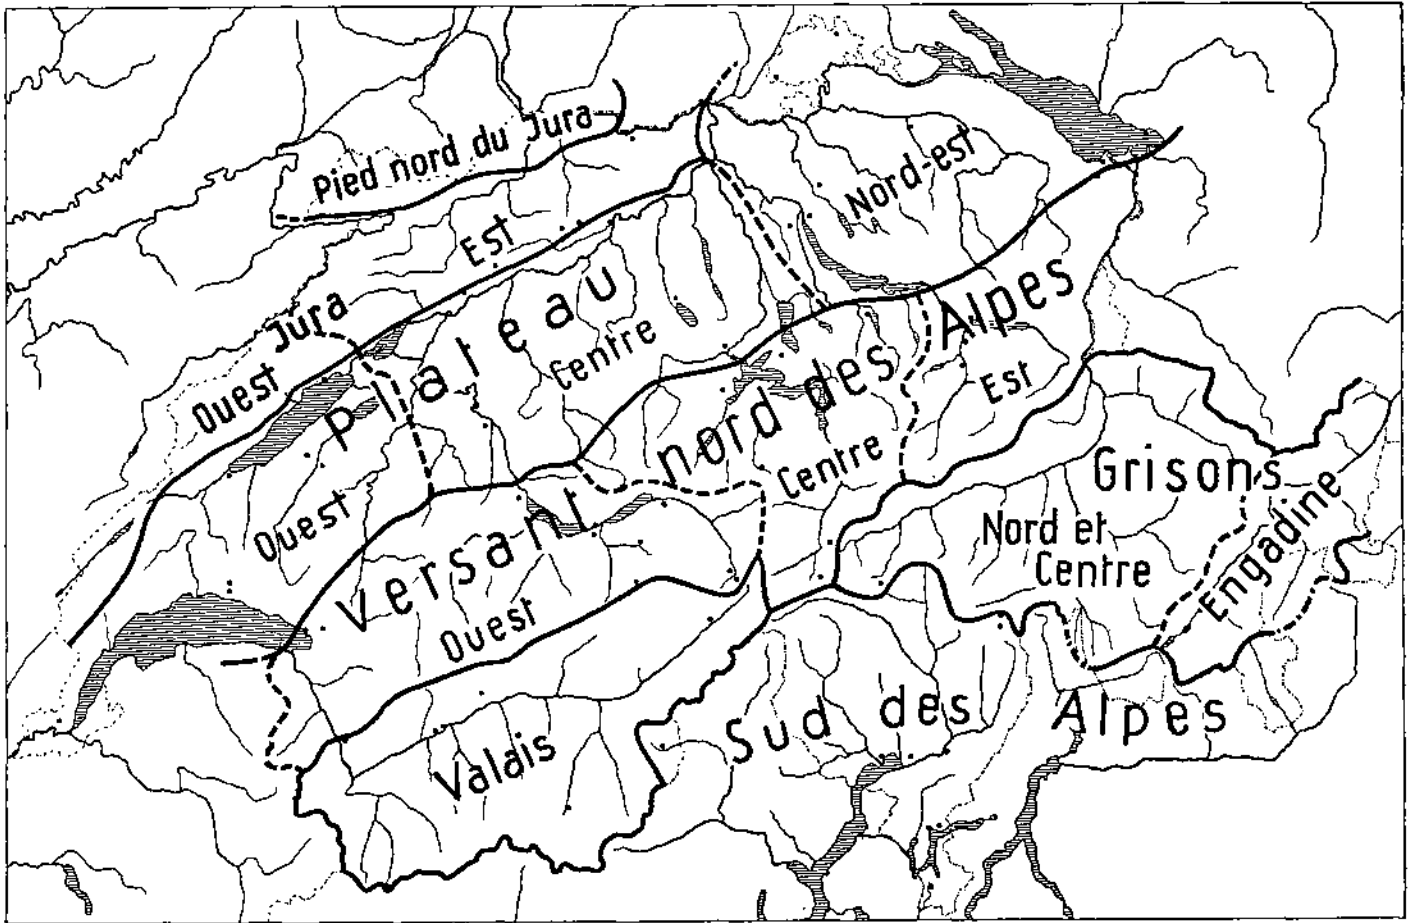 Pied nord du Jura
Nord-est
Est
Jura
Ouest
Plateau
Centre
Ouest
Versant nord des Alpes
Est
Centre
Ouest
Grisons
Nord et
Centre
Engadine
Valais
Sud des Alpes